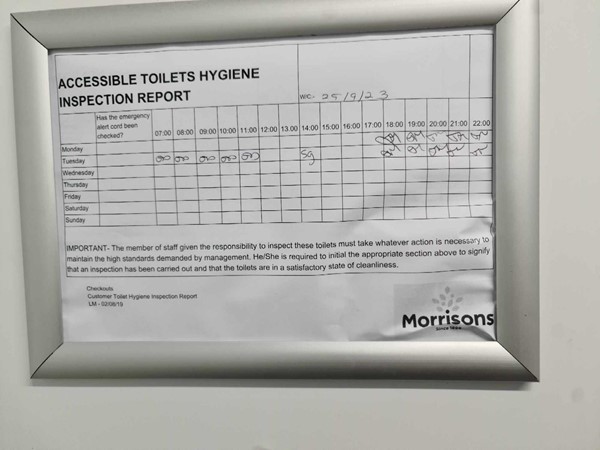 ACCESSIBLE TOILETS HYGIENE
INSPECTION REPORT
WC- 25/9/23
Has the emergency
alert cord been
checked?
07:00 08:00 09:00 10:00 11:00 12:00 13.00 14:00 15:00 16:00 17:00 18:00 19:00 20:00 21:00 22.00
Monday
Tuesday Sg
Wednesday
Thursday
Friday
Saturday
Sunday
IMPORTANT- The member of staff given the responsibility to inspect these toilets must take whatever action is necessary to
maintain the high standards demanded by management. He/She is required to initial the appropriate section above to signify
that an inspection has been carried out and that the toilets are in a satisfactory state of cleanliness.
Checkouts
Customer Toilet Hygiene Inspection Report
LM - 02/08/19
Morrisons
SINCE 1899